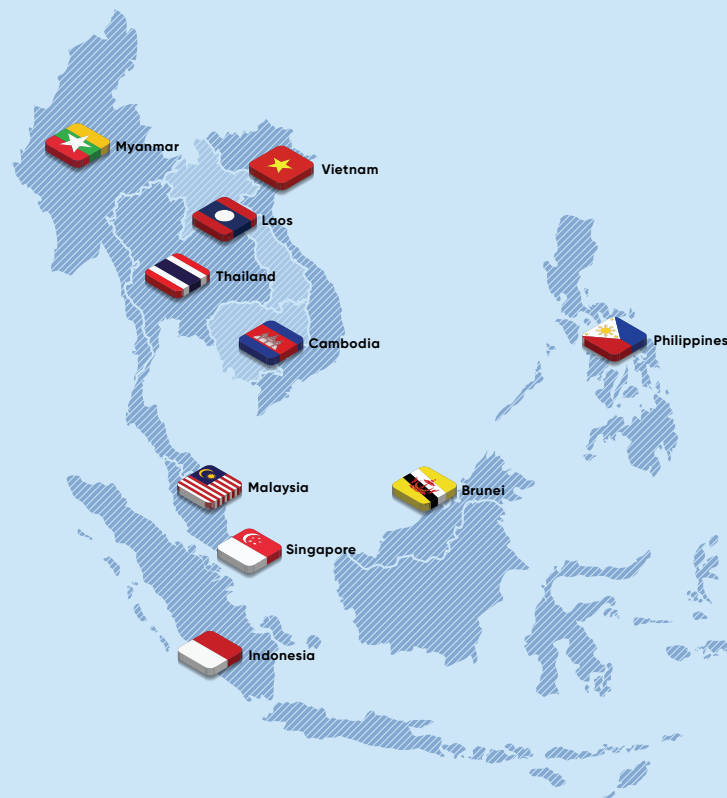 Myanmar
Vietnam
Laos
Thailand
Cambodia
Philippines
Malaysia
Brunei
Singapore
Indonesia